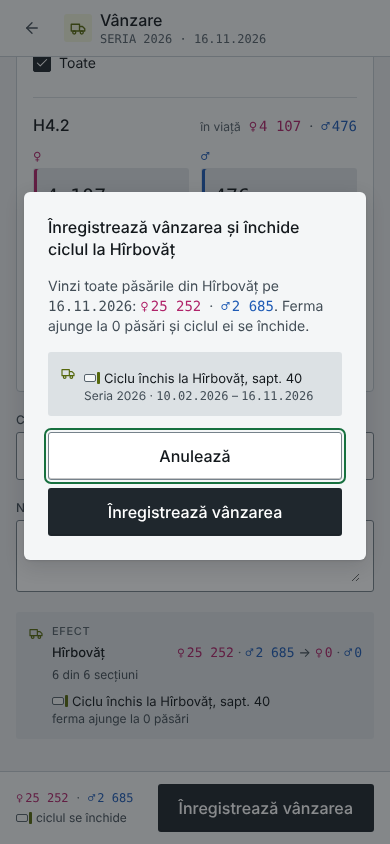 Vânzare
SERIA 2026 · 16.11.2026
Toate
H4.2
în viață ♀4 107 · ♂476
♀ ♂
Înregistrează vânzarea și închide
ciclul la Hîrbovăț
Vinzi toate păsările din Hîrbovăț pe
16.11.2026: ♀25 252 · ♂2 685. Ferma
ajunge la 0 păsări și ciclul ei se închide.
Ciclu închis la Hîrbovăț, sapt. 40
Seria 2026 · 10.02.2026 – 16.11.2026
Anulează
Înregistrează vânzarea
EFECT
Hîrbovăț ♀25 252 · ♂2 685 → ♀0 · ♂0
6 din 6 secțiuni
Ciclu închis la Hîrbovăț, sapt. 40
ferma ajunge la 0 păsări
♀25 252 · ♂2 685
ciclul se închide
Înregistrează vânzarea